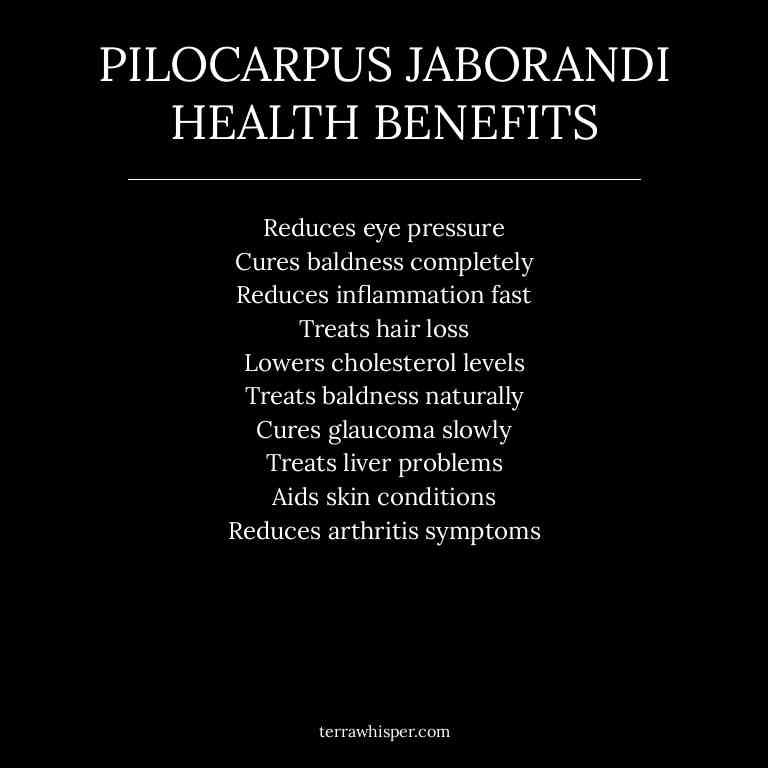 PILOCARPUS JABORANDI
HEALTH BENEFITS
Reduces eye pressure
Cures baldness completely
Reduces inflammation fast
Treats hair loss
Lowers cholesterol levels
Treats baldness naturally
Cures glaucoma slowly
Treats liver problems
Aids skin conditions
Reduces arthritis symptoms
terrawhisper.com